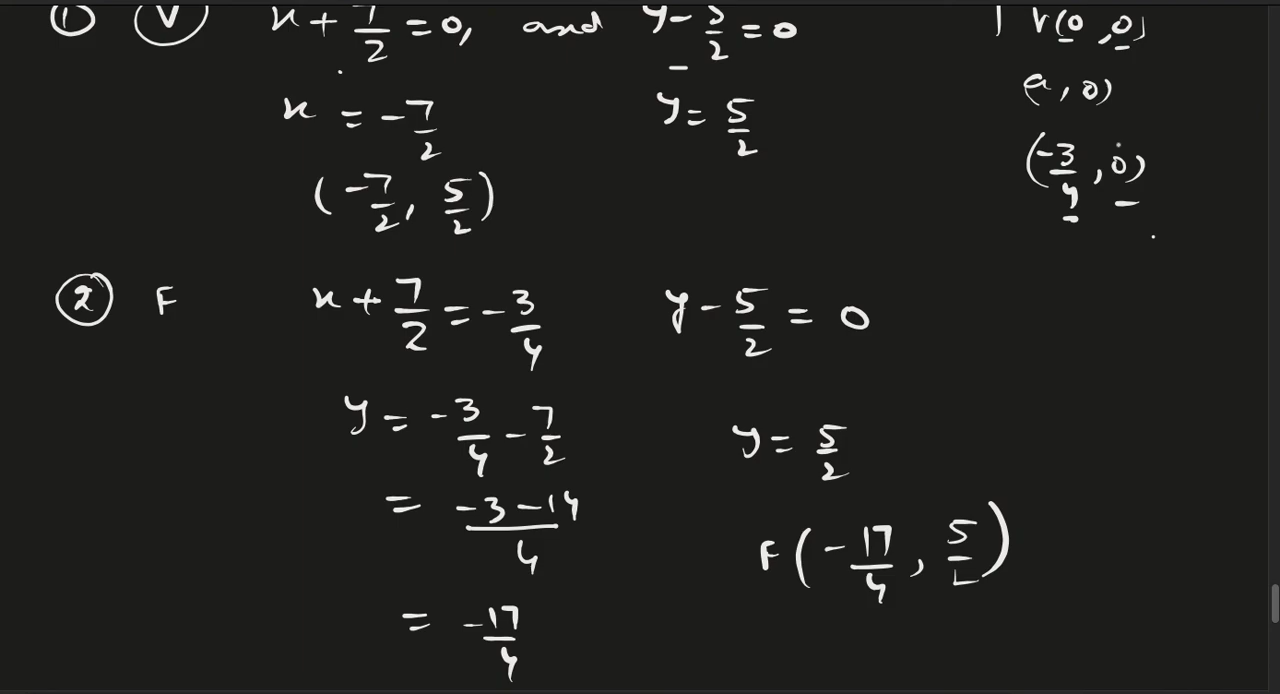 ① Ⓥ x + 7/2 = 0, and y - 5/2 = 0
V(0, 0)
x = -7/2 y = 5/2
(a, 0)
(-7/2, 5/2)
(-3/4, 0)
② F x + 7/2 = -3/4 y - 5/2 = 0
y = -3/4 - 7/2 y = 5/2
= (-3 - 14)/4
F(-17/4, 5/2)
= -17/4